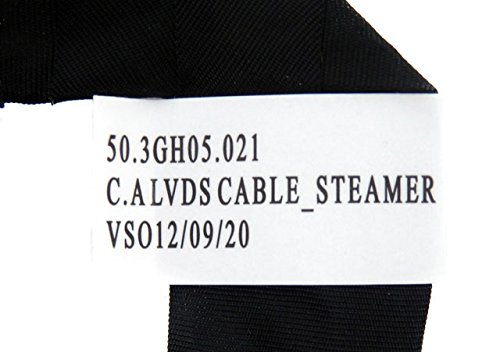 50.3GH05.021
C.A LVDS CABLE_STEAMER
VSO12/09/20